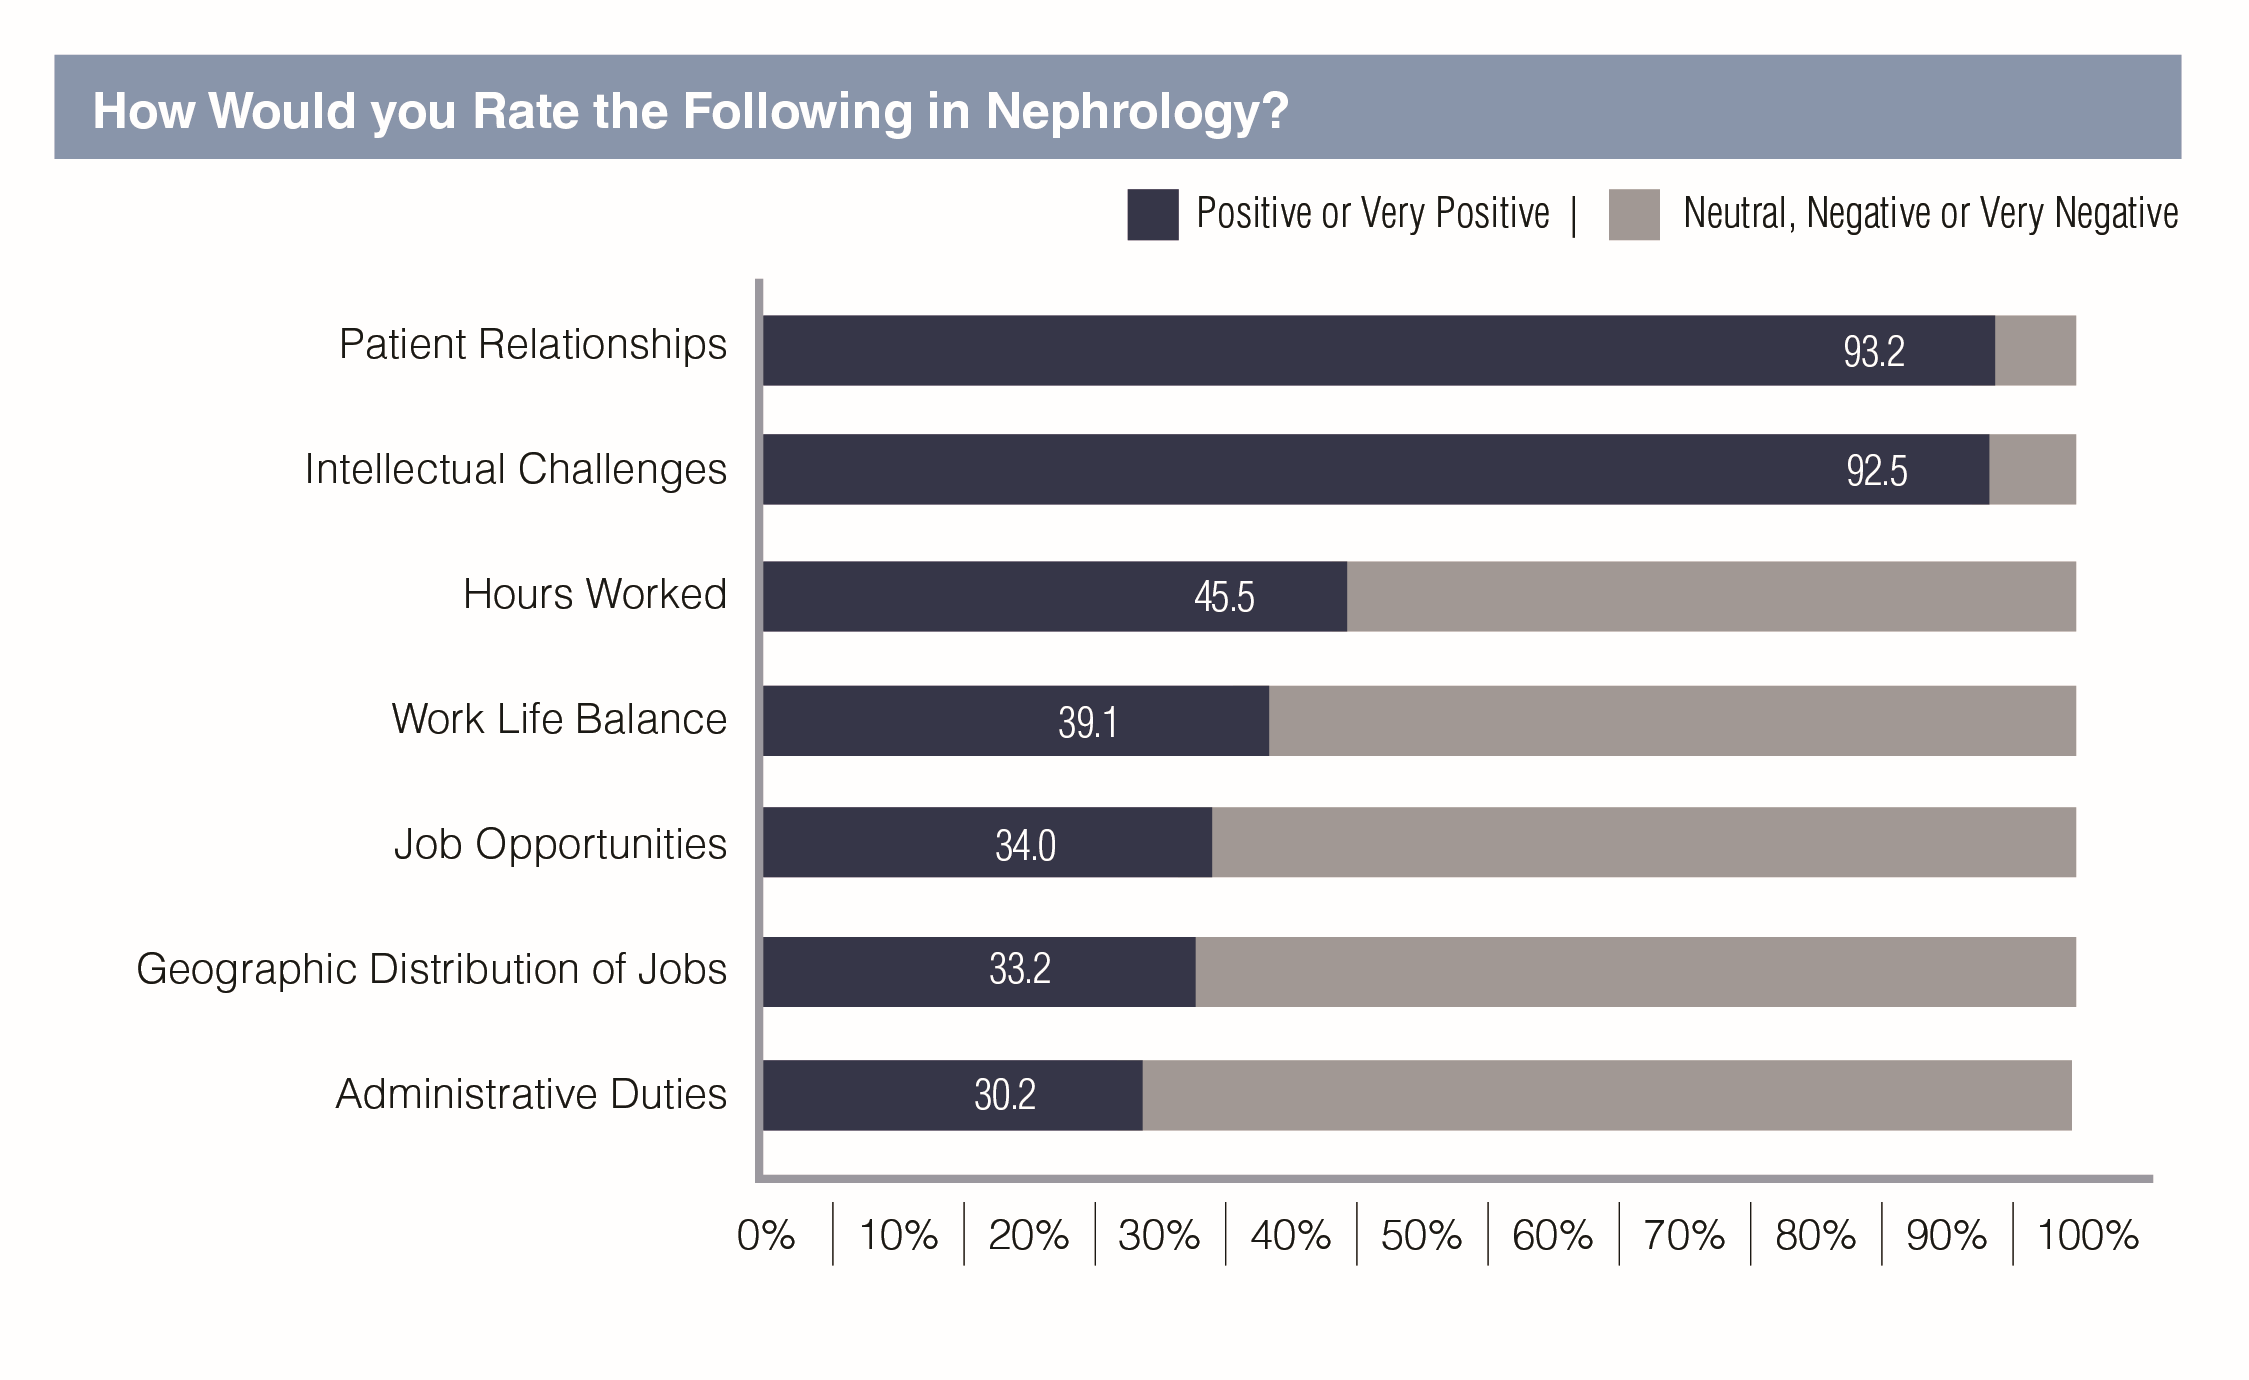 How Would you Rate the Following in Nephrology?
Positive or Very Positive | Neutral, Negative or Very Negative
Patient Relationships 93.2
Intellectual Challenges 92.5
Hours Worked 45.5
Work Life Balance 39.1
Job Opportunities 34.0
Geographic Distribution of Jobs 33.2
Administrative Duties 30.2
0% | 10% | 20% | 30% | 40% | 50% | 60% | 70% | 80% | 90% | 100%